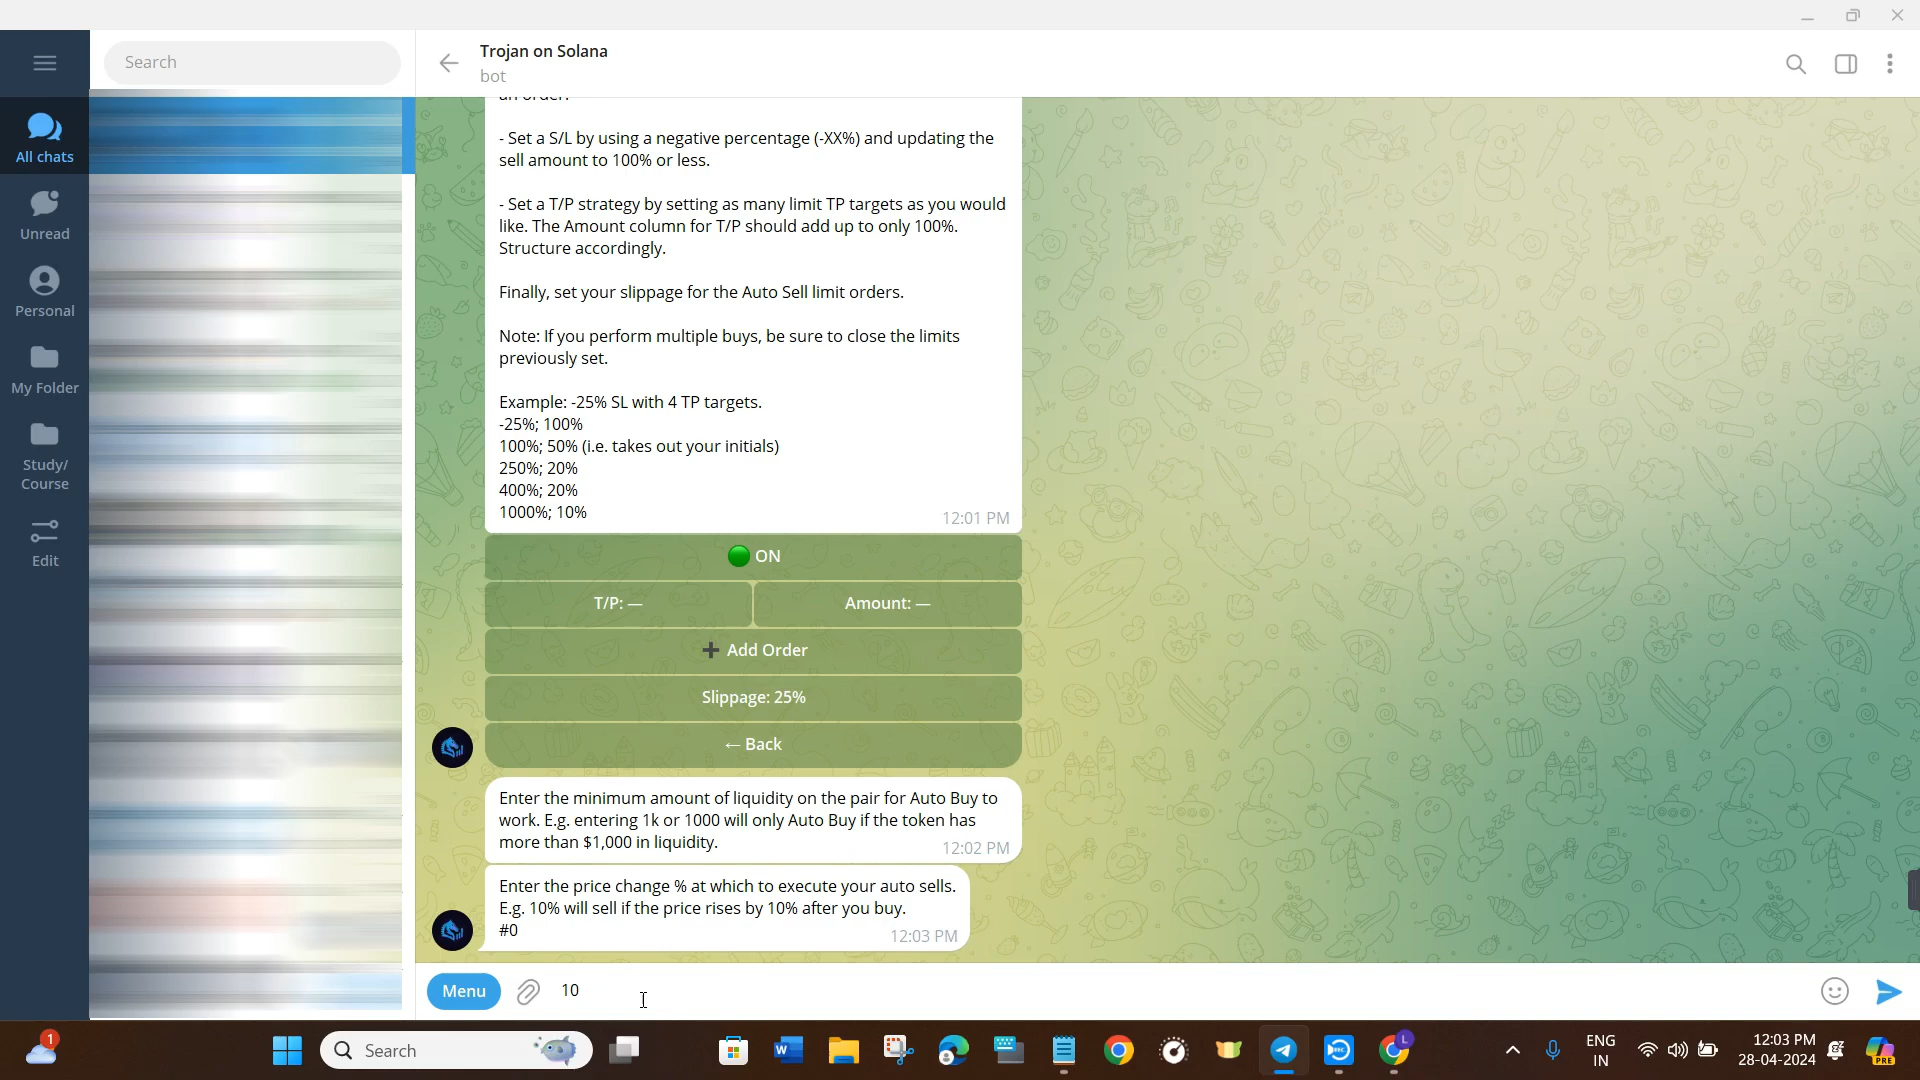 Search
Trojan on Solana
bot
All chats
Unread
Personal
My Folder
Study/
Course
Edit
an order.
- Set a S/L by using a negative percentage (-XX%) and updating the
sell amount to 100% or less.
- Set a T/P strategy by setting as many limit TP targets as you would
like. The Amount column for T/P should add up to only 100%.
Structure accordingly.
Finally, set your slippage for the Auto Sell limit orders.
Note: If you perform multiple buys, be sure to close the limits
previously set.
Example: -25% SL with 4 TP targets.
-25%; 100%
100%; 50% (i.e. takes out your initials)
250%; 20%
400%; 20%
1000%; 10%
12:01 PM
ON
T/P: —
Amount: —
➕ Add Order
Slippage: 25%
← Back
Enter the minimum amount of liquidity on the pair for Auto Buy to
work. E.g. entering 1k or 1000 will only Auto Buy if the token has
more than $1,000 in liquidity.
12:02 PM
Enter the price change % at which to execute your auto sells.
E.g. 10% will sell if the price rises by 10% after you buy.
#0
12:03 PM
Menu
10
1
Search
W
L
ENG
IN
12:03 PM
28-04-2024
PRE